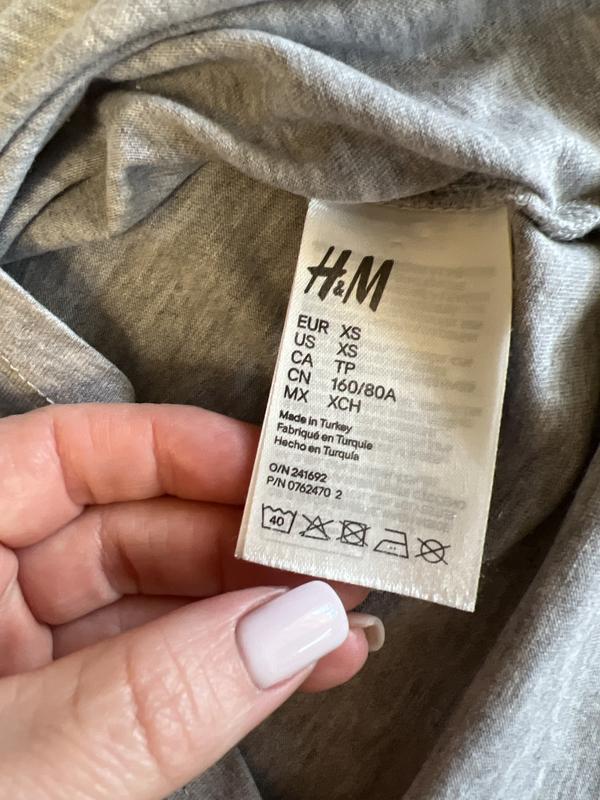 H&M
EUR XS
US XS
CA TP
CN 160/80A
MX XCH
Made in Turkey
Fabriqué en Turquie
Hecho en Turquía
O/N 241692
P/N 0762470 2
40